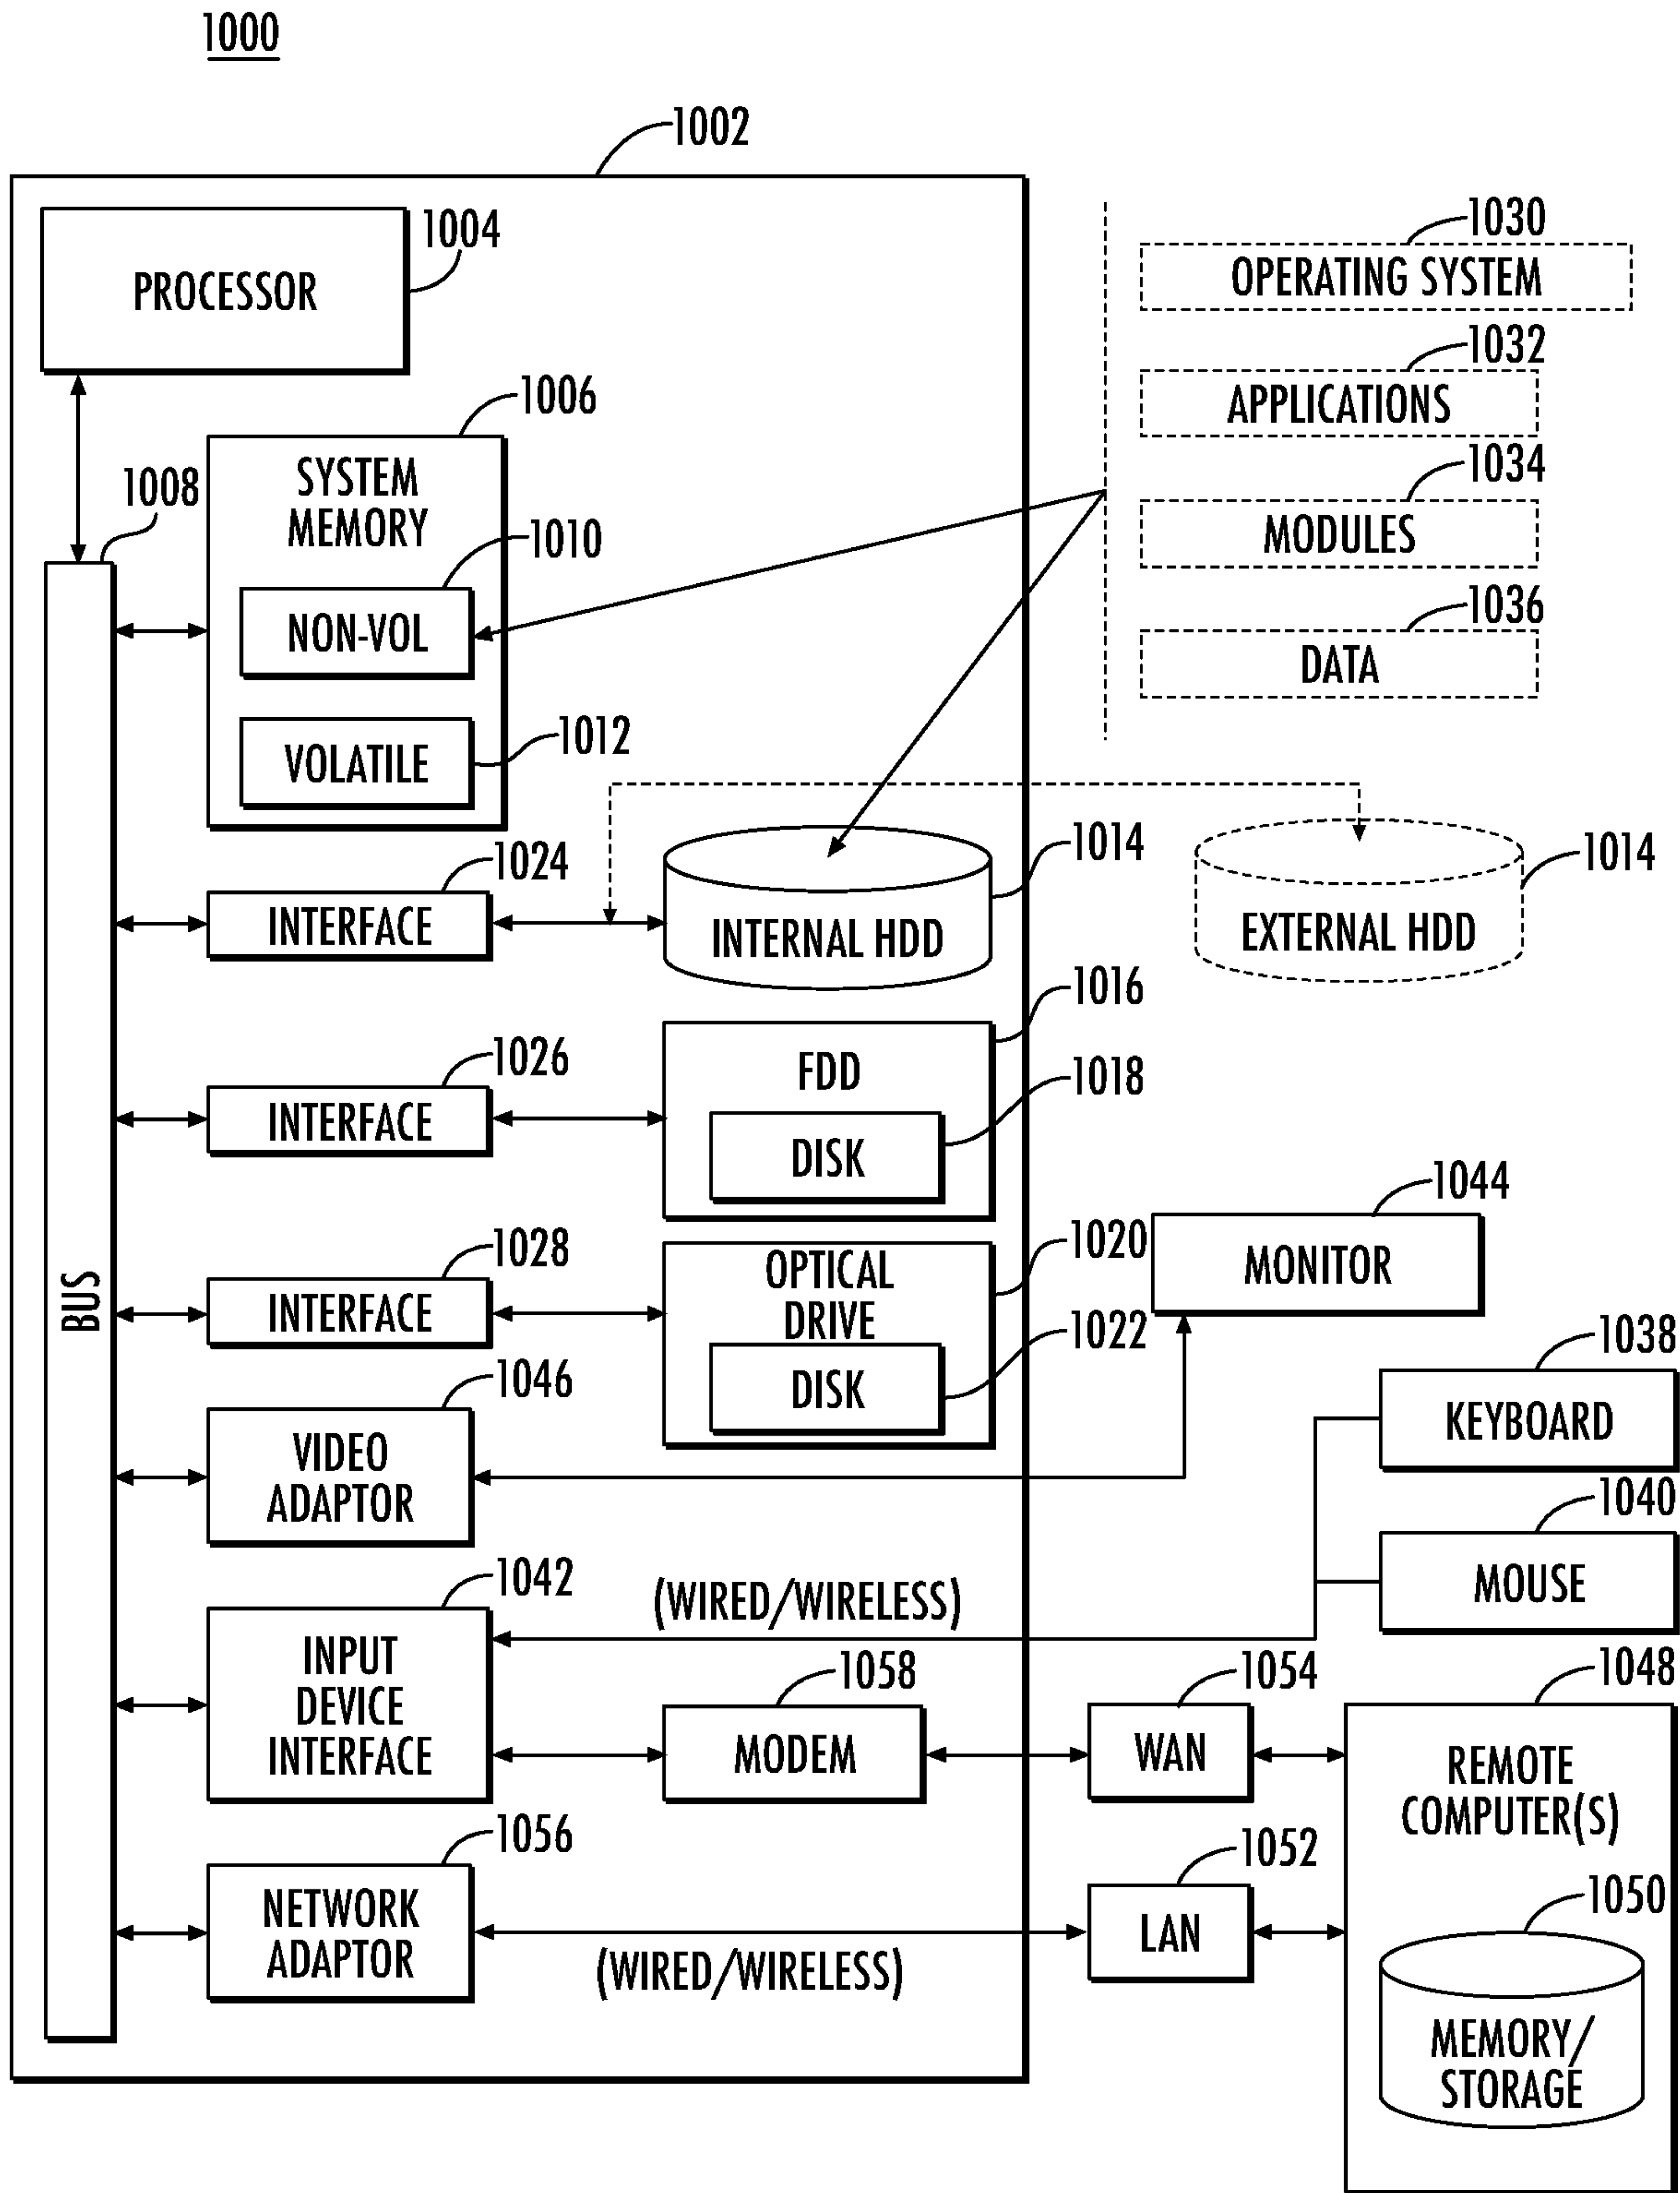 1000
1002
PROCESSOR
1004
1030
OPERATING SYSTEM
1032
APPLICATIONS
1034
MODULES
1036
DATA
1006
SYSTEM
MEMORY
1008
1010
NON-VOL
1012
VOLATILE
BUS
1024
INTERFACE
1014
INTERNAL HDD
1014
EXTERNAL HDD
1026
INTERFACE
1016
FDD
1018
DISK
1028
INTERFACE
1020
OPTICAL
DRIVE
1022
DISK
1044
MONITOR
1046
VIDEO
ADAPTOR
1038
KEYBOARD
1040
MOUSE
1042
INPUT
DEVICE
INTERFACE
(WIRED/WIRELESS)
1058
MODEM
1054
WAN
1048
REMOTE
COMPUTER(S)
1056
NETWORK
ADAPTOR
(WIRED/WIRELESS)
1052
LAN
1050
MEMORY/
STORAGE